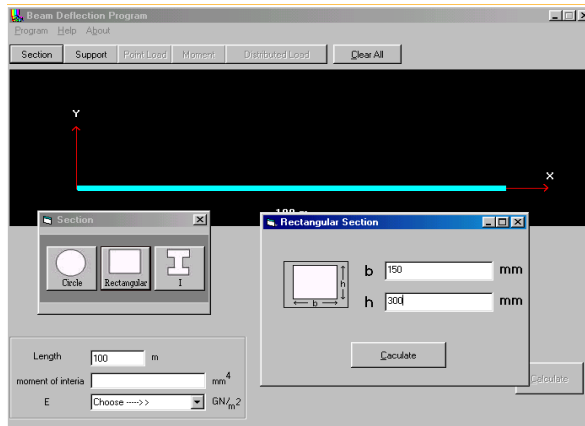 Beam Deflection Program
Program Help About
Section Support Point Load Moment Distributed Load Clear All
Y
X
100 m
Section
Circle Rectangular I
Rectangular Section
b 150 mm
h
b
h 300 mm
Caculate
Length 100 m
moment of interia mm4
E Choose ----->> GN/m2
Calculate